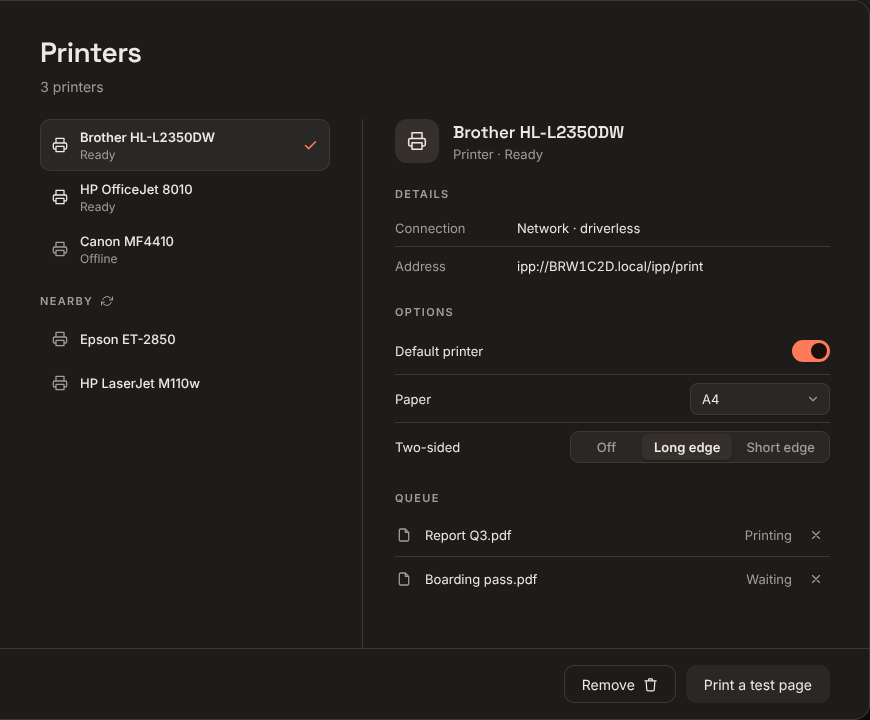 Printers
3 printers
Brother HL-L2350DW
Ready
HP OfficeJet 8010
Ready
Canon MF4410
Offline
NEARBY
Epson ET-2850
HP LaserJet M110w
Brother HL-L2350DW
Printer · Ready
DETAILS
Connection Network · driverless
Address ipp://BRW1C2D.local/ipp/print
OPTIONS
Default printer
Paper A4
Two-sided Off Long edge Short edge
QUEUE
Report Q3.pdf Printing
Boarding pass.pdf Waiting
Remove Print a test page